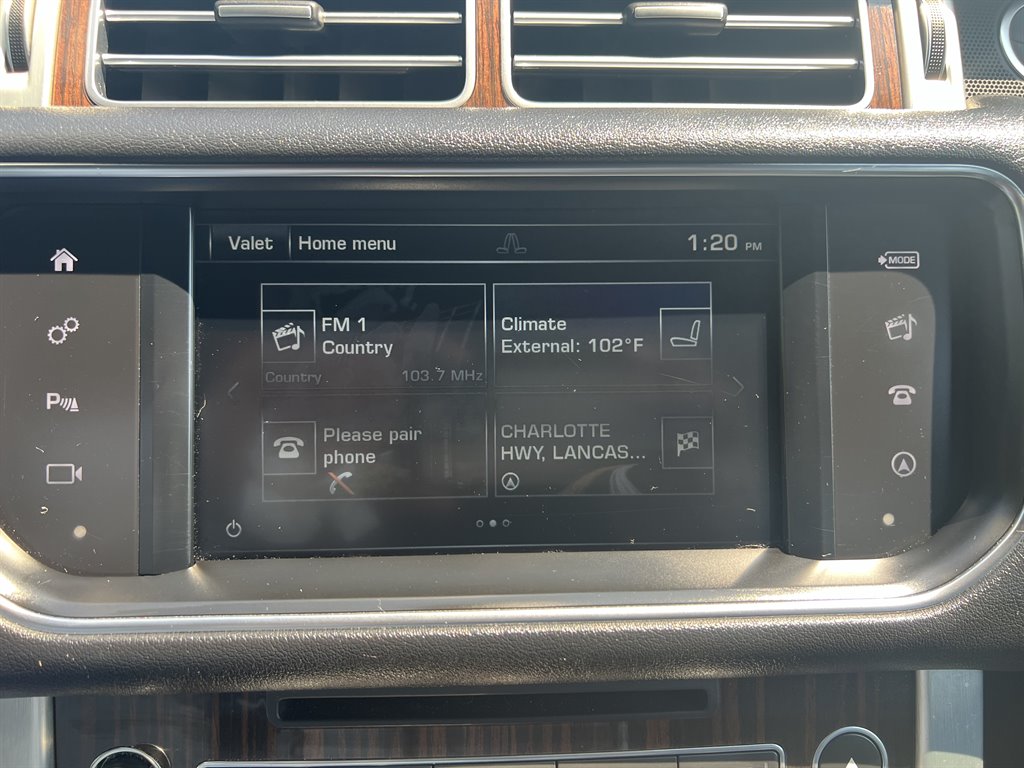 Valet
Home menu
1:20 PM
MODE
FM 1
Country
Country 103.7 MHz
Climate
External: 102°F
P
Please pair
phone
CHARLOTTE
HWY, LANCAS...